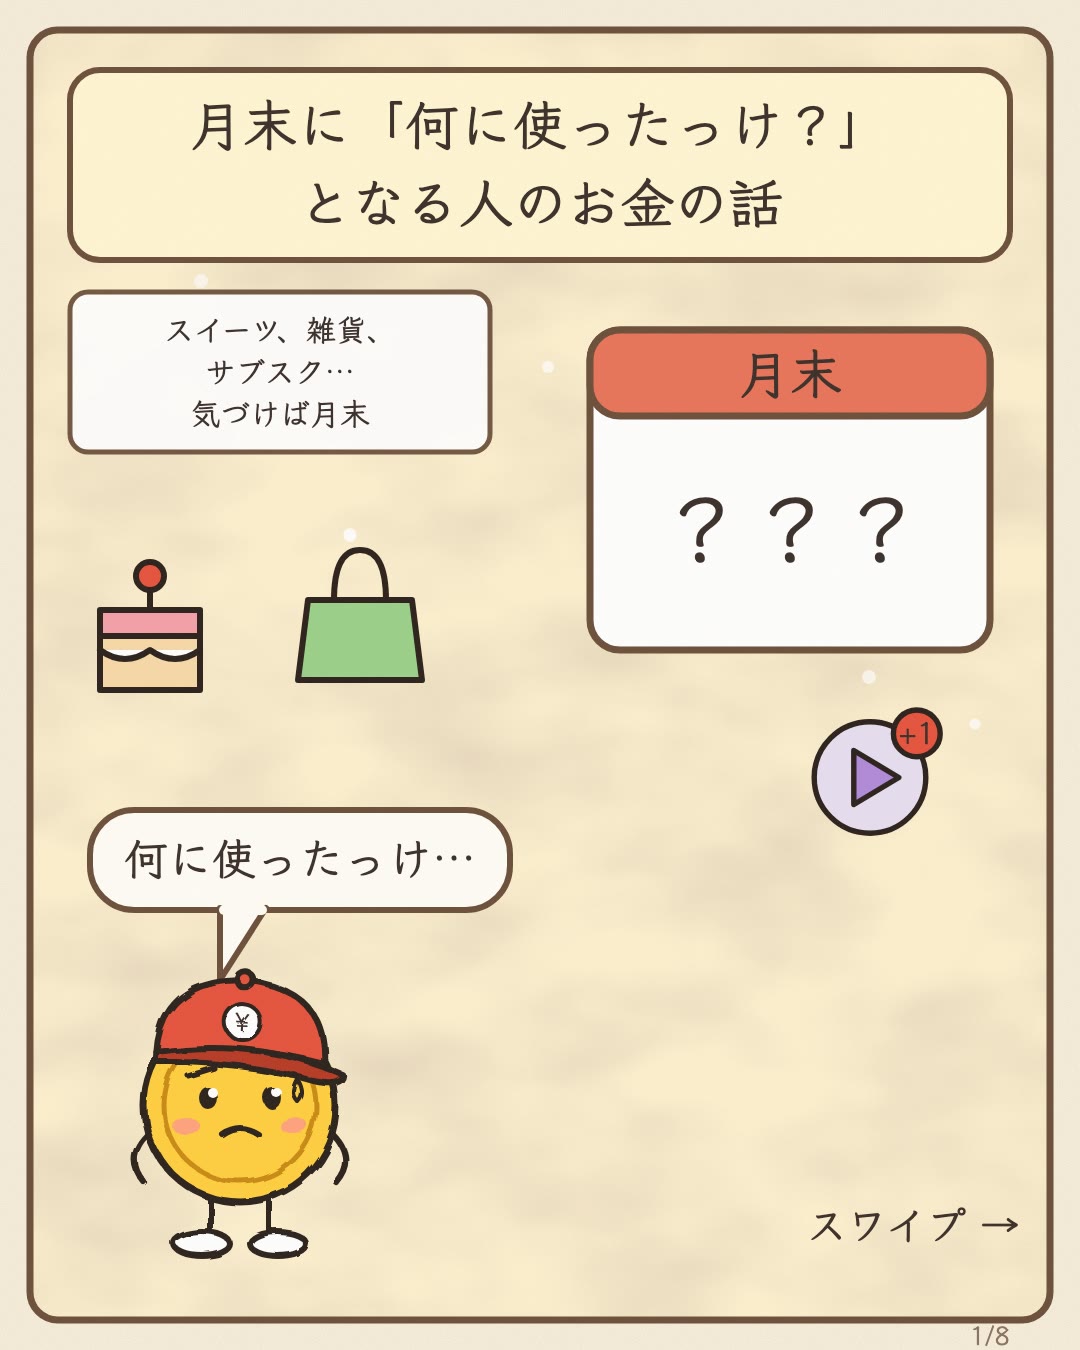 月末に「何に使ったっけ？」
となる人のお金の話
スイーツ、雑貨、
サブスク…
気づけば月末
月末
？？？
+1
何に使ったっけ…
¥
スワイプ →
1/8